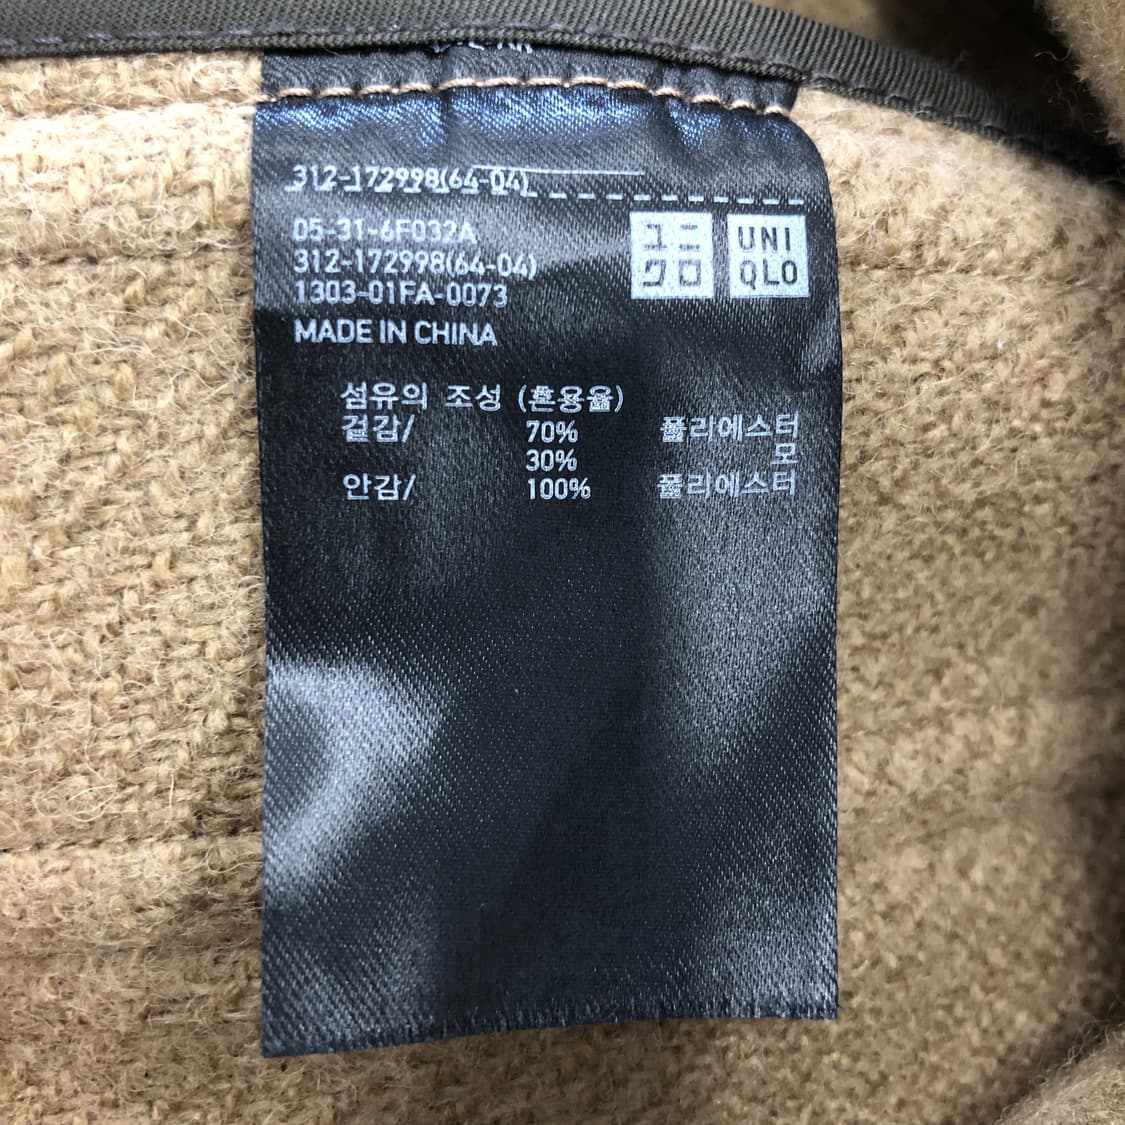 312-172998(64-04)
05-31-6F032A
312-172998(64-04)
1303-01FA-0073
MADE IN CHINA
ユニ
クロ
UNI
QLO
섬유의 조성 (혼용율)
겉감/ 70% 폴리에스터
30% 모
안감/ 100% 폴리에스터